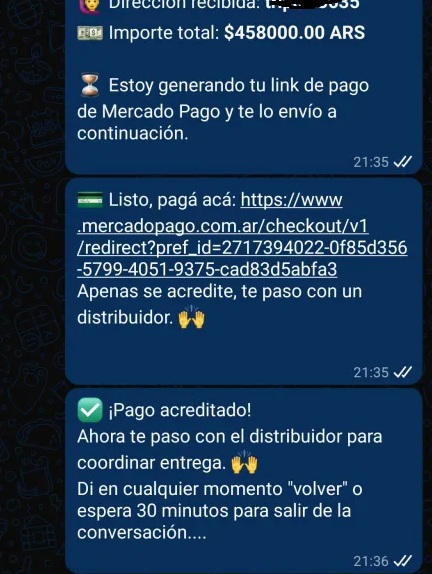 Dirección recibida:
💵 Importe total: $458000.00 ARS
⏳ Estoy generando tu link de pago
de Mercado Pago y te lo envío a
continuación.
21:35
💳 Listo, pagá acá: https://www
.mercadopago.com.ar/checkout/v1
/redirect?pref_id=2717394022-0f85d356
-5799-4051-9375-cad83d5abfa3
Apenas se acredite, te paso con un
distribuidor. 🙌
21:35
✅ ¡Pago acreditado!
Ahora te paso con el distribuidor para
coordinar entrega. 🙌
Di en cualquier momento "volver" o
espera 30 minutos para salir de la
conversación....
21:36